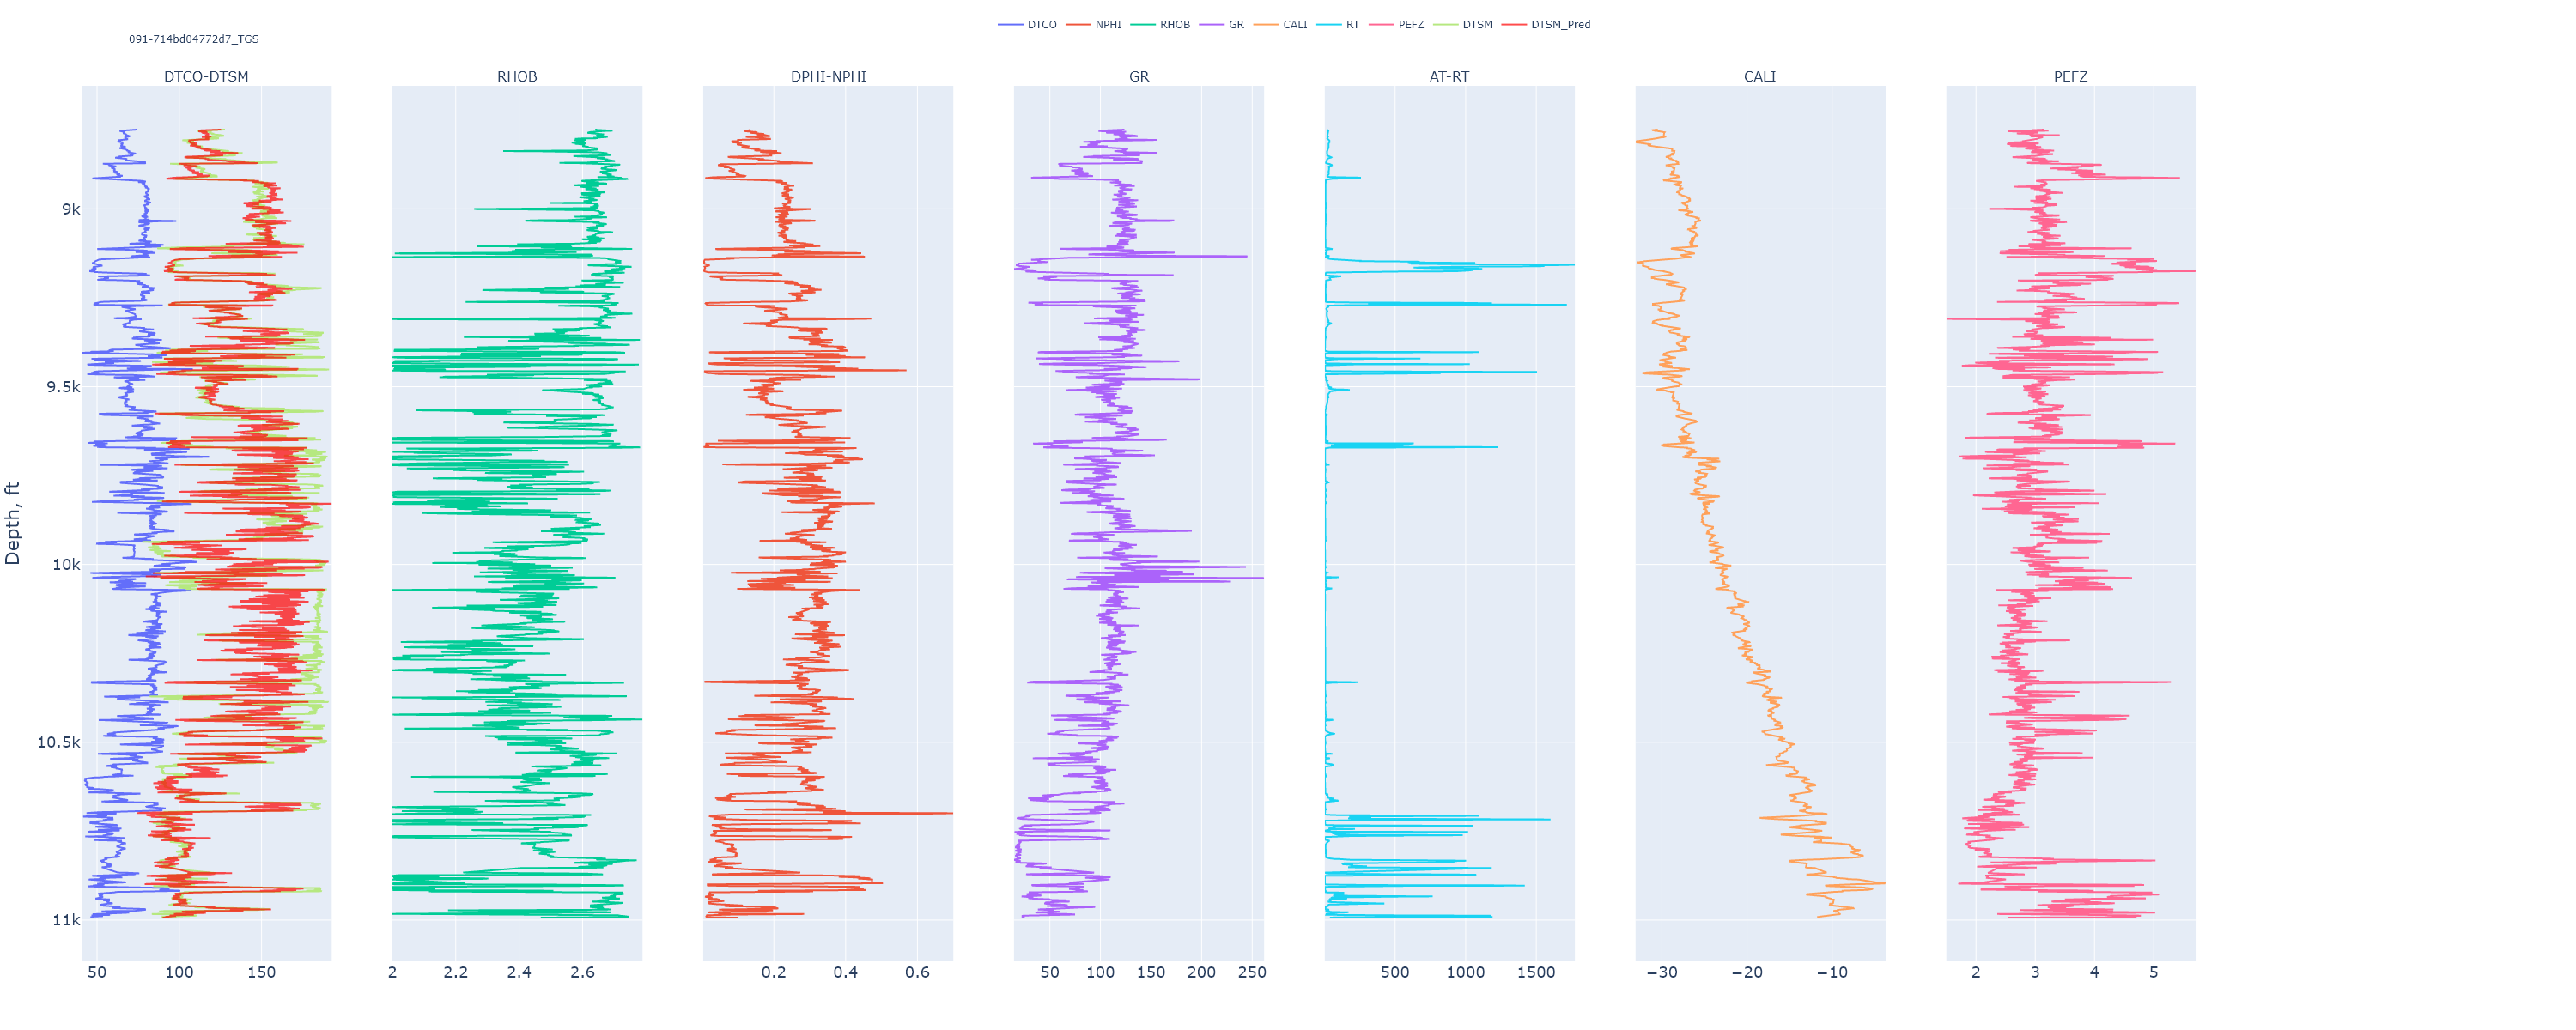 DTCO NPHI RHOB GR CALI RT PEFZ DTSM DTSM_Pred
091-714bd04772d7_TGS
DTCO-DTSM RHOB DPHI-NPHI GR AT-RT CALI PEFZ
9k
9.5k
Depth, ft
10k
10.5k
11k
50 100 150 2 2.2 2.4 2.6 0.2 0.4 0.6 50 100 150 200 250 500 1000 1500 −30 −20 −10 2 3 4 5